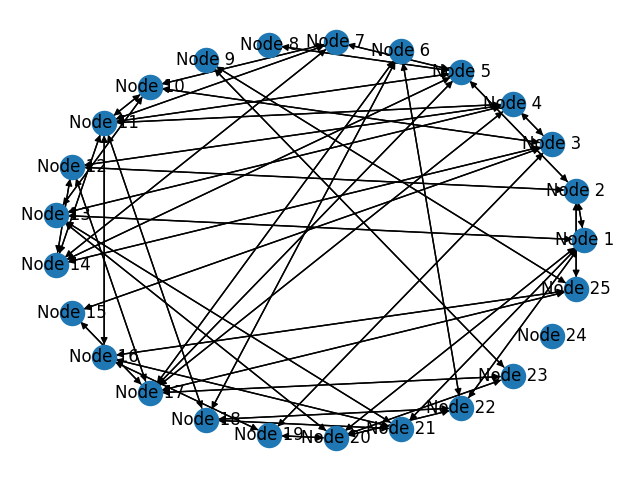 Node 7
Node 8
Node 6
Node 9
Node 5
Node 10
Node 4
Node 11
Node 3
Node 12
Node 2
Node 13
Node 1
Node 14
Node 25
Node 15
Node 24
Node 16
Node 23
Node 17
Node 22
Node 18
Node 21
Node 19
Node 20